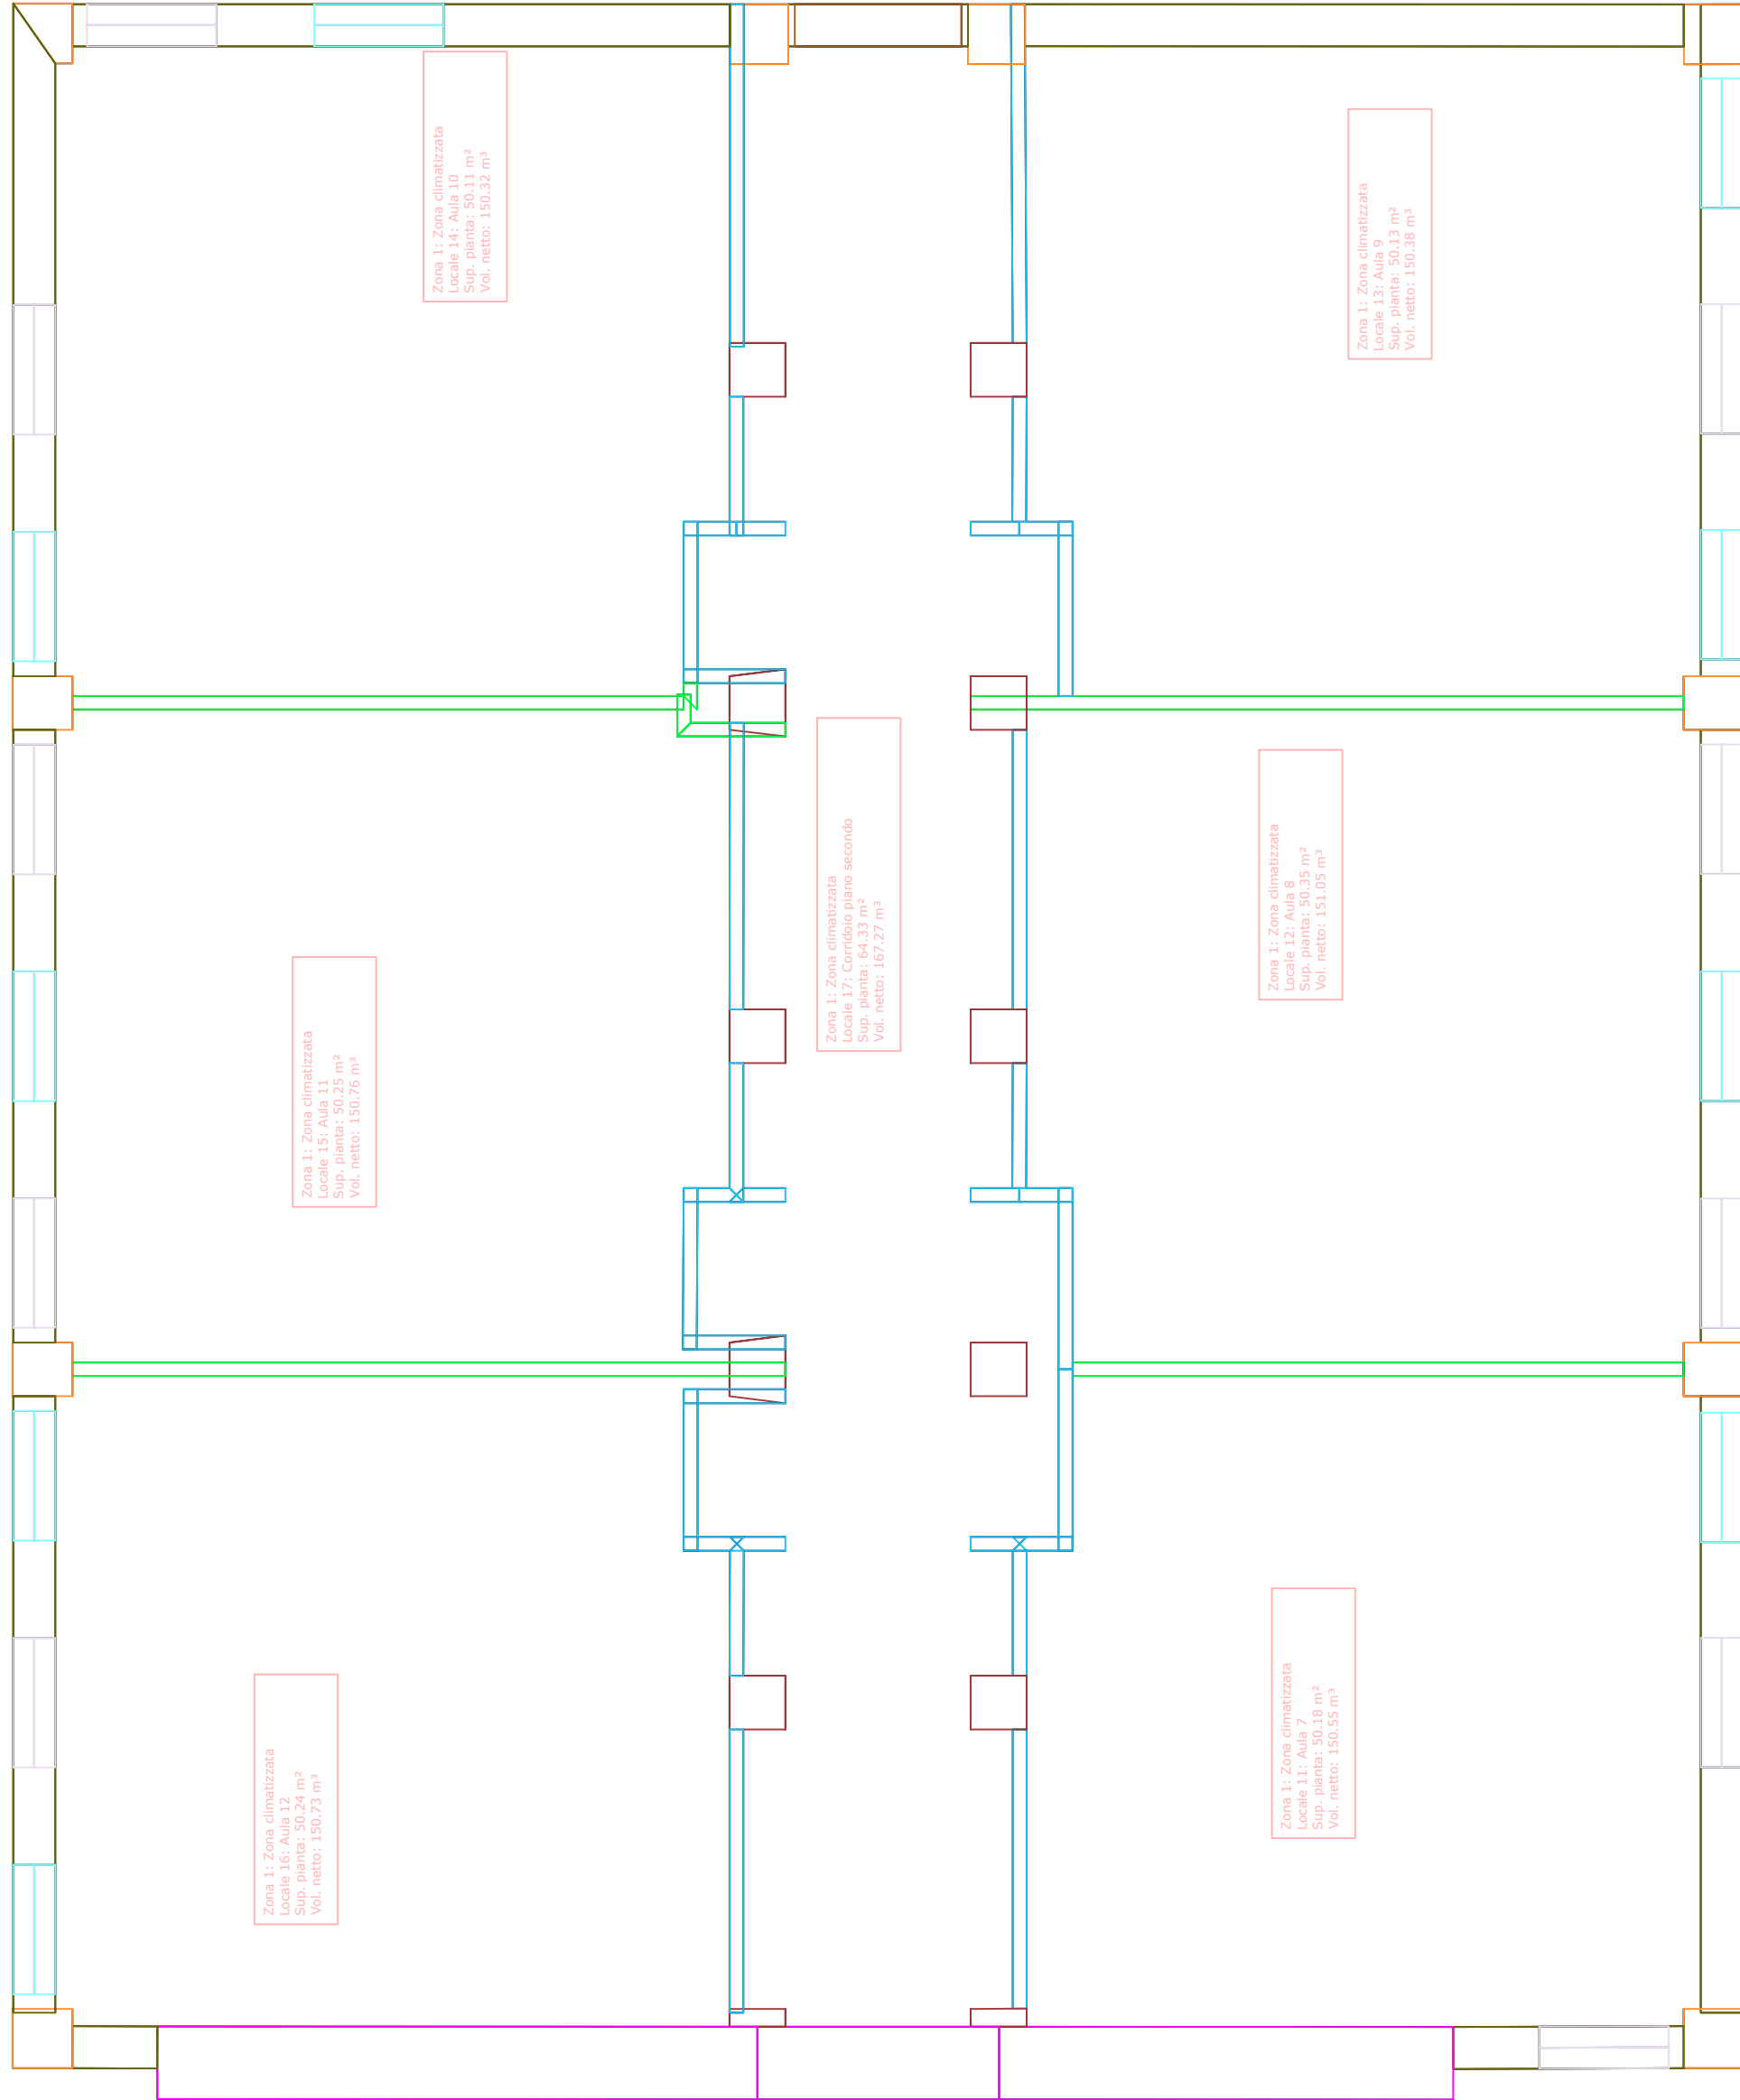 Zona 1: Zona climatizzata
Locale 14: Aula 10
Sup. pianta: 50.11 m²
Vol. netto: 150.32 m³
Zona 1: Zona climatizzata
Locale 13: Aula 9
Sup. pianta: 50.13 m²
Vol. netto: 150.38 m³
Zona 1: Zona climatizzata
Locale 15: Aula 11
Sup. pianta: 50.25 m²
Vol. netto: 150.76 m³
Zona 1: Zona climatizzata
Locale 17: Corridoio piano secondo
Sup. pianta: 64.33 m²
Vol. netto: 167.27 m³
Zona 1: Zona climatizzata
Locale 12: Aula 8
Sup. pianta: 50.35 m²
Vol. netto: 151.05 m³
Zona 1: Zona climatizzata
Locale 16: Aula 12
Sup. pianta: 50.24 m²
Vol. netto: 150.73 m³
Zona 1: Zona climatizzata
Locale 11: Aula 7
Sup. pianta: 50.18 m²
Vol. netto: 150.55 m³